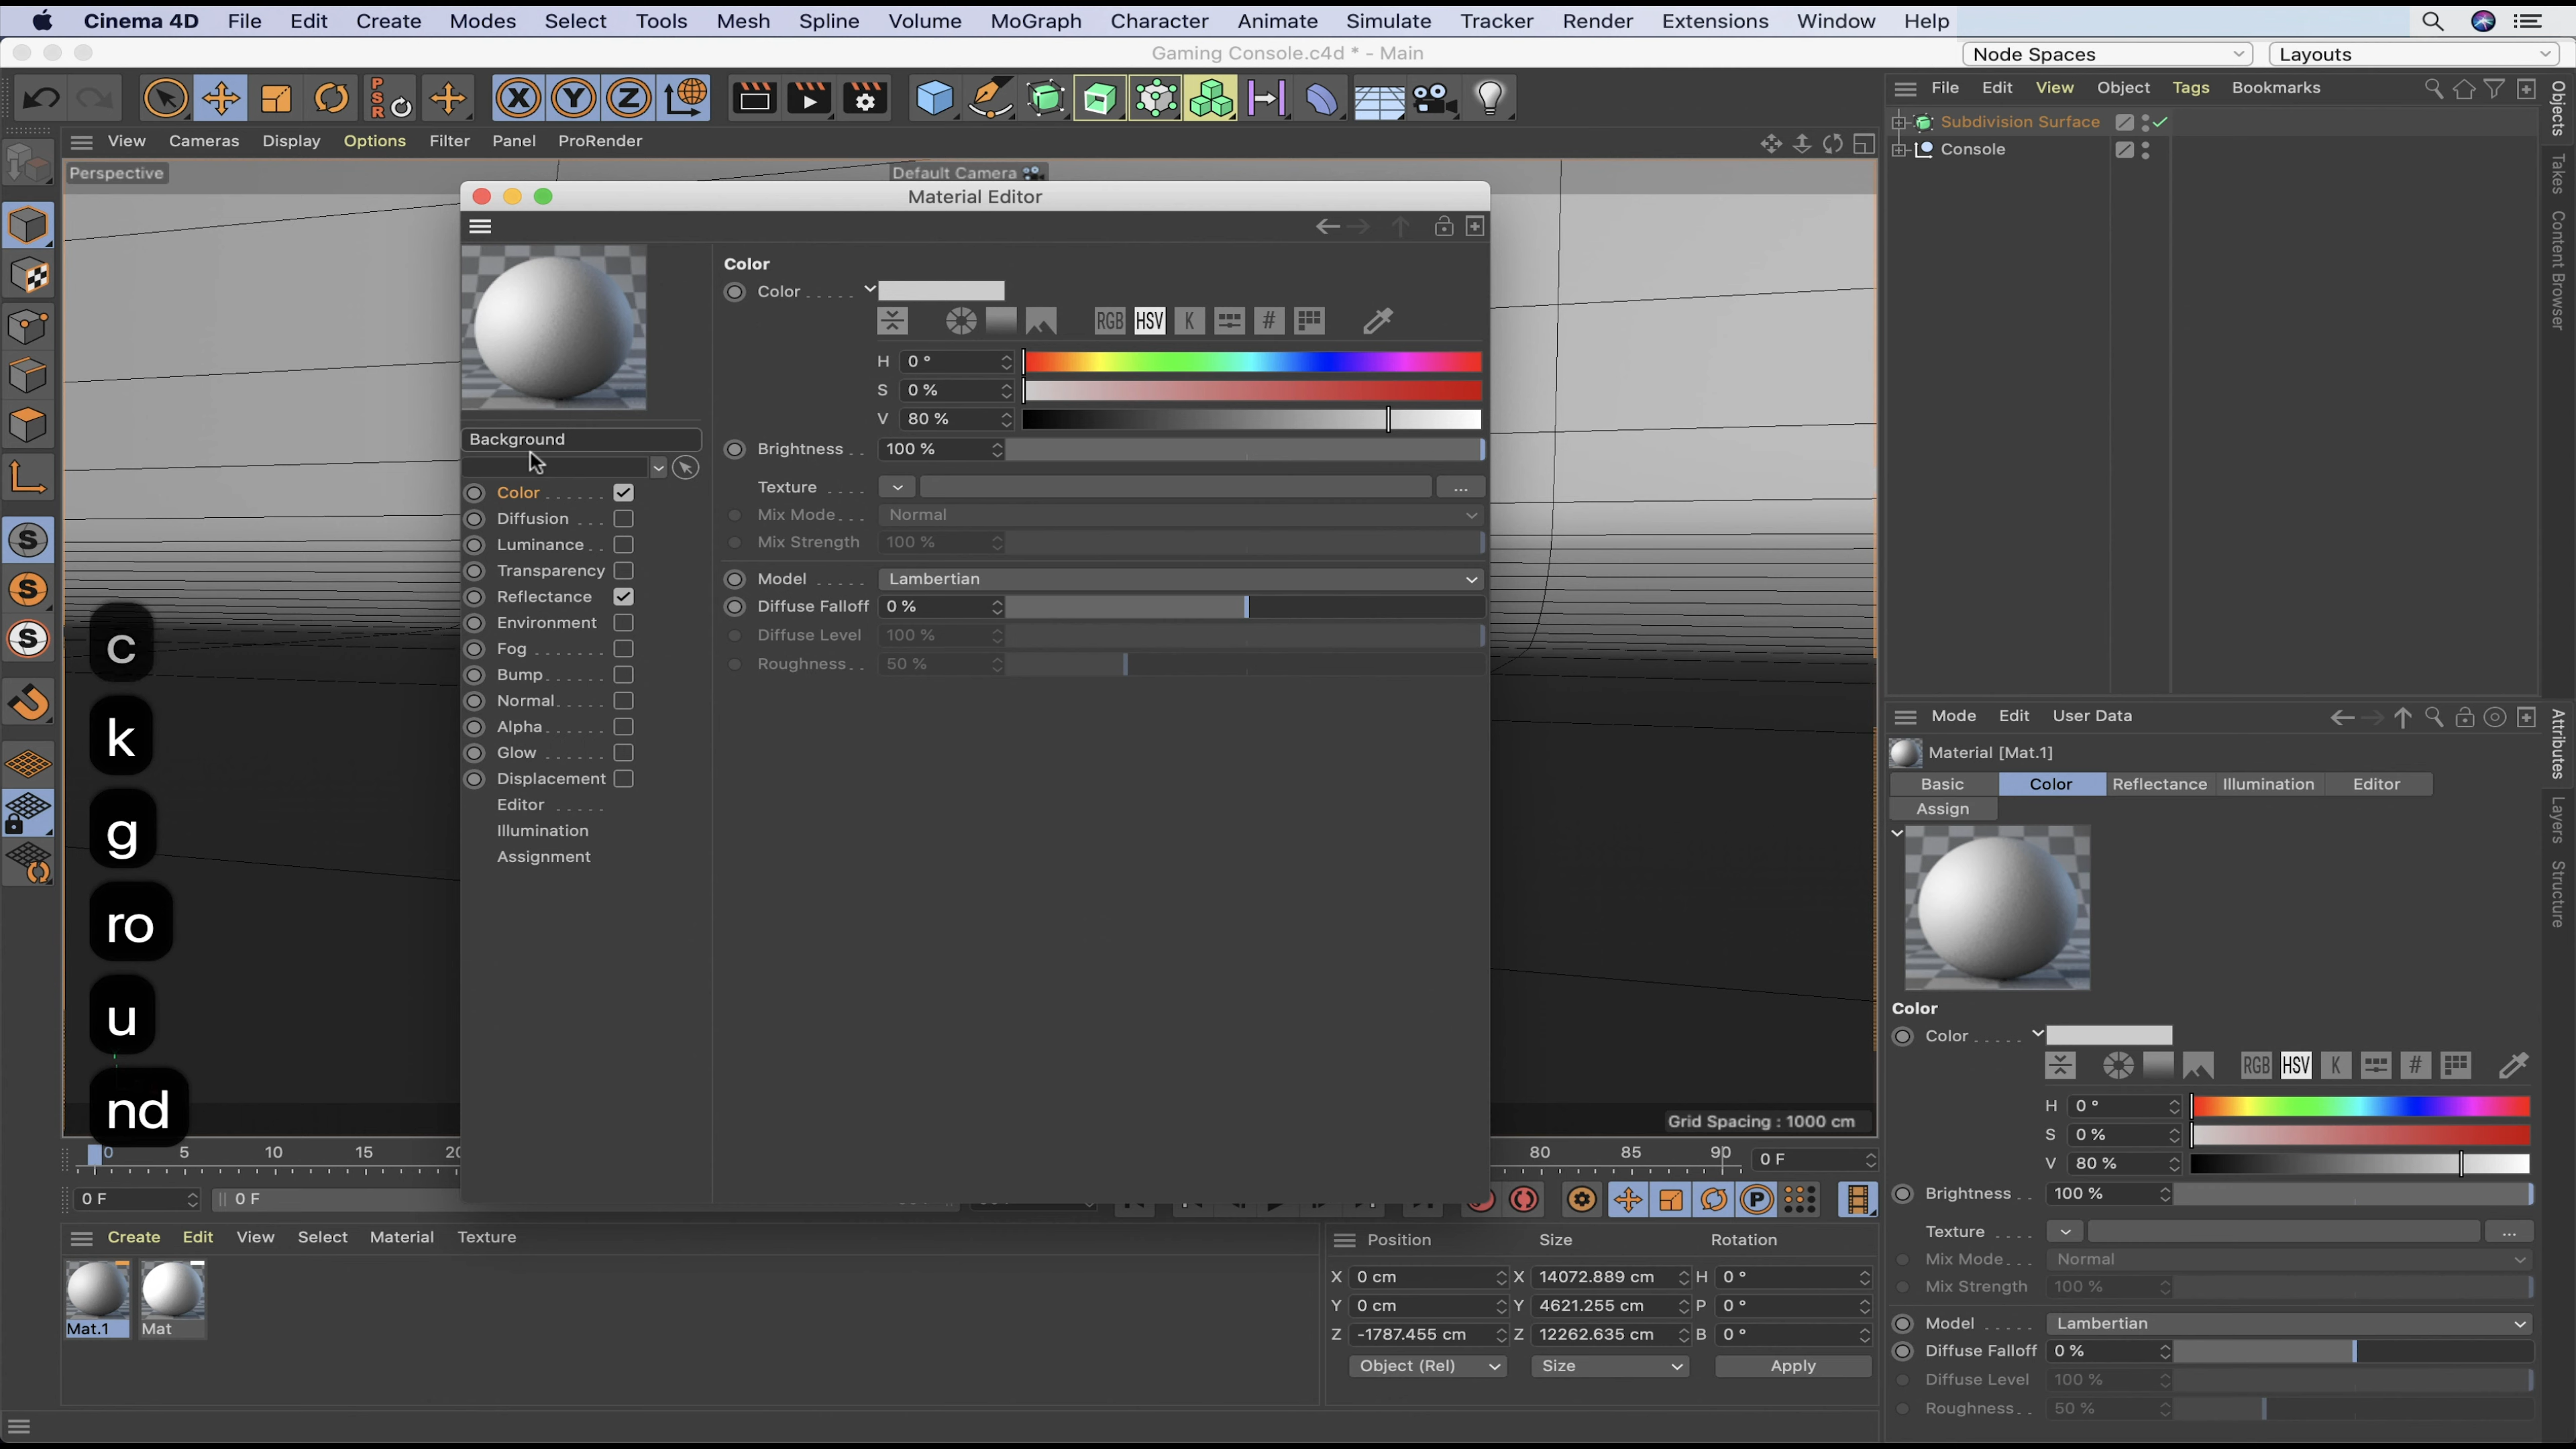 Cinema 4D File Edit Create Modes Select Tools Mesh Spline Volume MoGraph Character Animate Simulate Tracker Render Extensions Window Help
Gaming Console.c4d * - Main
Node Spaces
Layouts
PSR
X Y Z
File Edit View Object Tags Bookmarks
View Cameras Display Options Filter Panel ProRender
Subdivision Surface
Console
Perspective
Default Camera
Objects
Takes
Content Browser
Material Editor
Color
Color
RGB HSV K #
H 0 °
S 0 %
V 80 %
Background
Brightness 100 %
Color
Texture ...
Diffusion
Mix Mode Normal
Luminance
Mix Strength 100 %
Transparency
Model Lambertian
Reflectance
Diffuse Falloff 0 %
Environment
Diffuse Level 100 %
Fog
Roughness 50 %
Bump
Normal
Alpha
Glow
Displacement
Editor
Illumination
Assignment
S
S
S
c
k
g
ro
u
nd
Grid Spacing : 1000 cm
Mode Edit User Data
Attributes
Layers
Structure
Material [Mat.1]
Basic Color Reflectance Illumination Editor
Assign
Color
Color
RGB HSV K #
H 0 °
S 0 %
V 80 %
Brightness 100 %
Texture ...
Mix Mode Normal
Mix Strength 100 %
Model Lambertian
Diffuse Falloff 0 %
Diffuse Level 100 %
Roughness 50 %
0 5 10 15 20 80 85 90 0 F
0 F 0 F
P
Create Edit View Select Material Texture
Mat.1 Mat
Position Size Rotation
X 0 cm X 14072.889 cm H 0 °
Y 0 cm Y 4621.255 cm P 0 °
Z -1787.455 cm Z 12262.635 cm B 0 °
Object (Rel) Size Apply